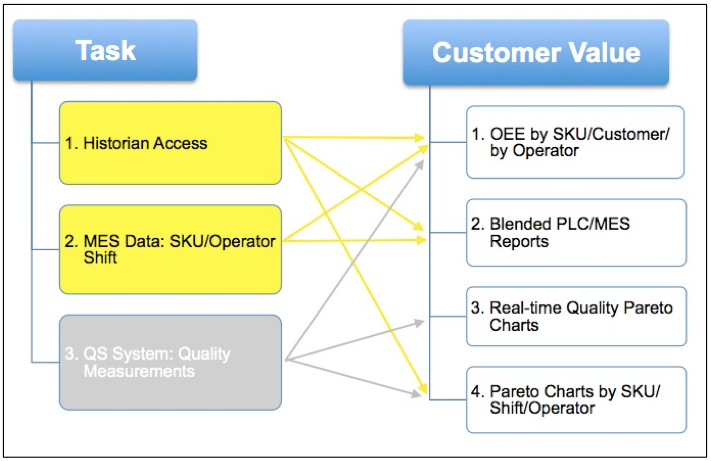 Task
Customer Value
1. Historian Access
2. MES Data: SKU/Operator
Shift
3. QS System: Quality
Measurements
1. OEE by SKU/Customer/
by Operator
2. Blended PLC/MES
Reports
3. Real-time Quality Pareto
Charts
4. Pareto Charts by SKU/
Shift/Operator